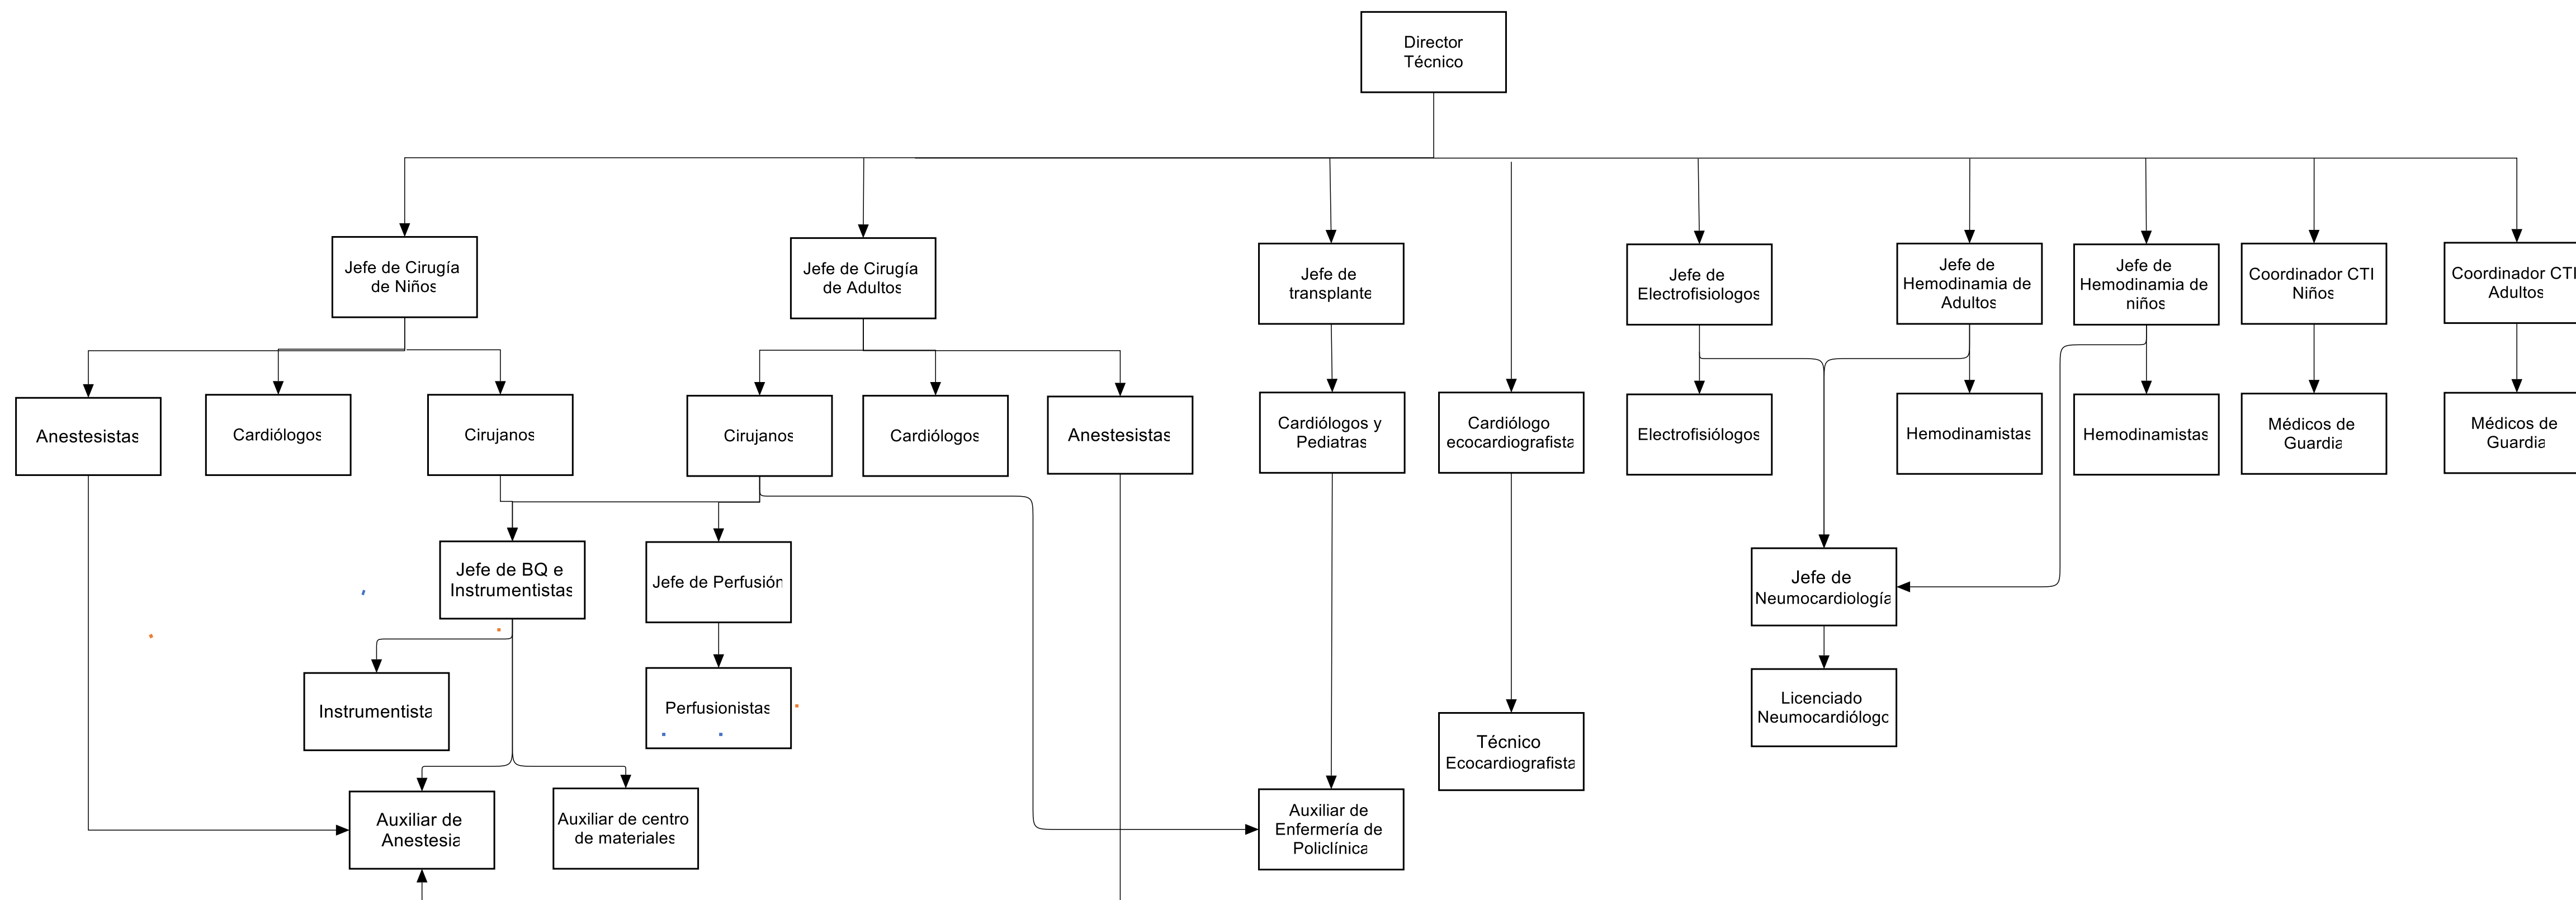 Director
Técnico
Jefe de Cirugía
de Niños
Jefe de Cirugía
de Adultos
Jefe de
transplante
Jefe de
Electrofisiologos
Jefe de
Hemodinamia de
Adultos
Jefe de
Hemodinamia de
niños
Coordinador CTI
Niños
Coordinador CTI
Adultos
Anestesistas
Cardiólogos
Cirujanos
Cirujanos
Cardiólogos
Anestesistas
Cardiólogos y
Pediatras
Cardiólogo
ecocardiografista
Electrofisiólogos
Hemodinamistas
Hemodinamistas
Médicos de
Guardia
Médicos de
Guardia
Jefe de BQ e
Instrumentistas
Jefe de Perfusión
Jefe de
Neumocardiología
Instrumentista
Perfusionistas
Licenciado
Neumocardiólogo
Técnico
Ecocardiografista
Auxiliar de
Anestesia
Auxiliar de centro
de materiales
Auxiliar de
Enfermería de
Policlínica